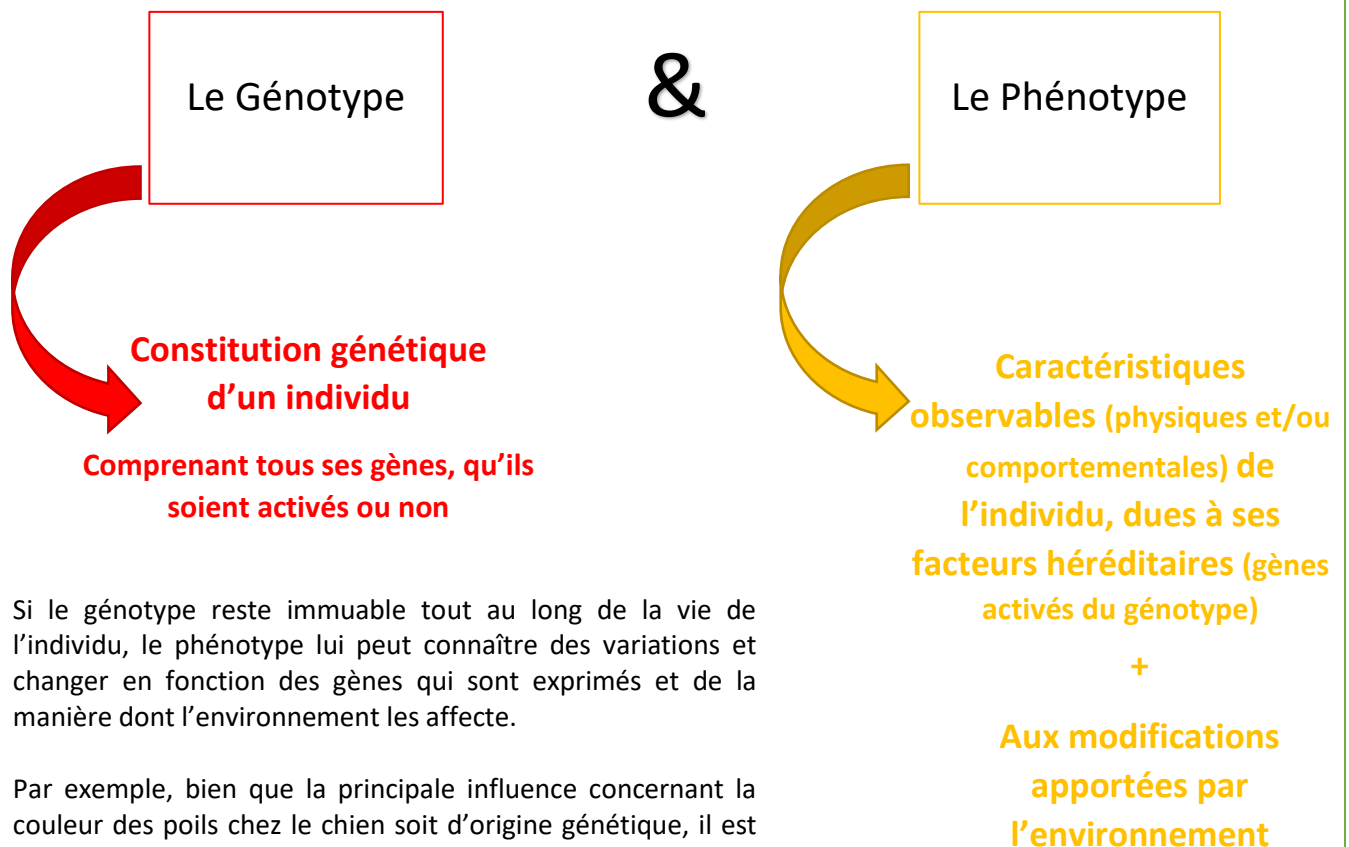 Le Génotype
&
Le Phénotype
Constitution génétique
d’un individu
Comprenant tous ses gènes, qu’ils
soient activés ou non
Si le génotype reste immuable tout au long de la vie de
l’individu, le phénotype lui peut connaître des variations et
changer en fonction des gènes qui sont exprimés et de la
manière dont l’environnement les affecte.
Par exemple, bien que la principale influence concernant la
couleur des poils chez le chien soit d’origine génétique, il est
Caractéristiques
observables (physiques et/ou
comportementales) de
l’individu, dues à ses
facteurs héréditaires (gènes
activés du génotype)
+
Aux modifications
apportées par
l’environnement